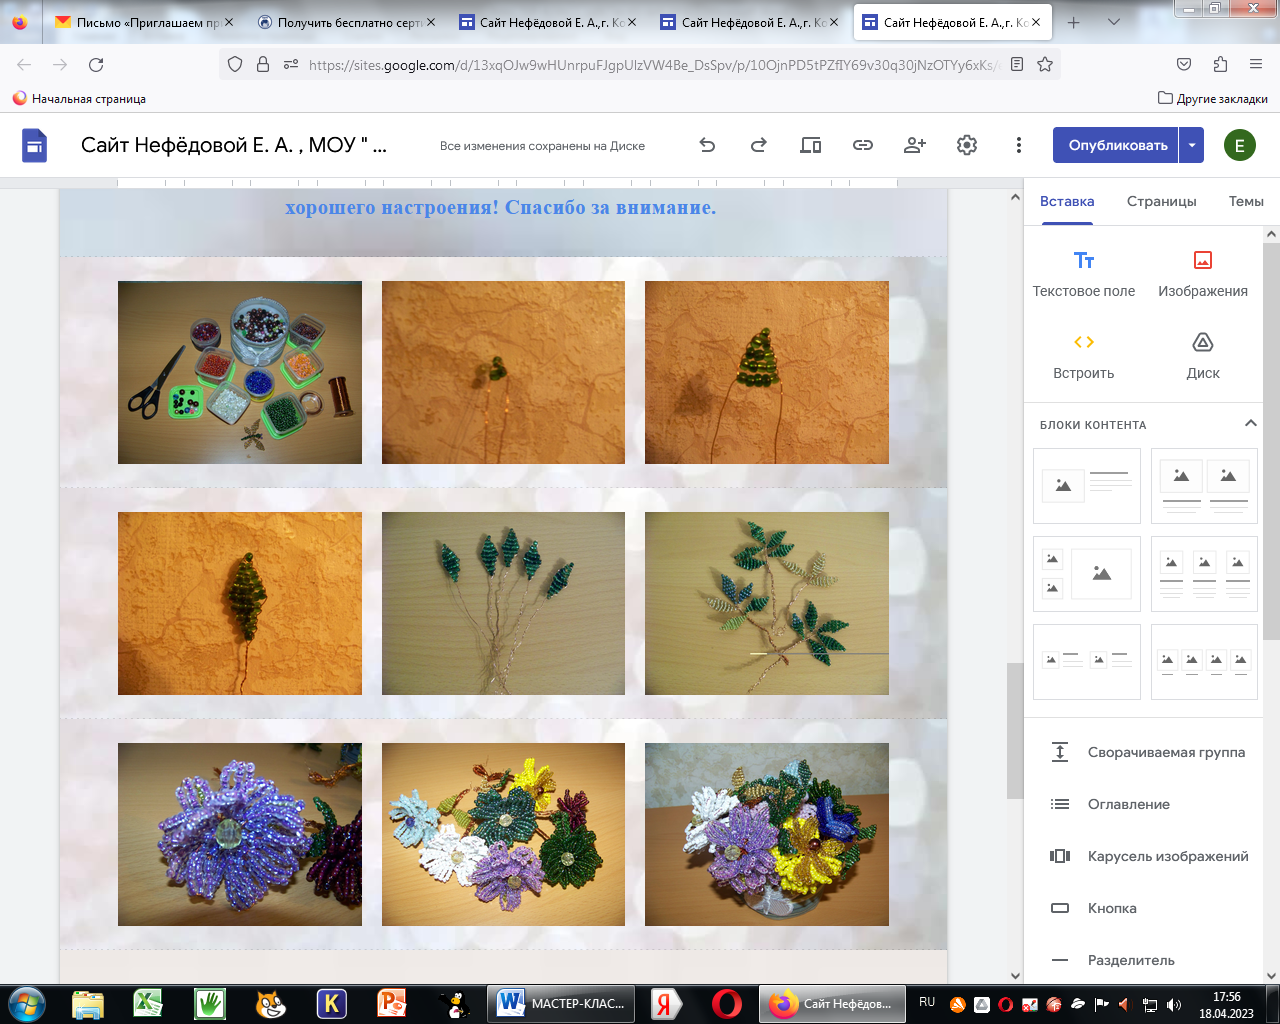 Письмо «Приглашаем пр
Получить бесплатно серт
Сайт Нефёдовой Е. А.,г. Ко
Сайт Нефёдовой Е. А.,г. Ко
Сайт Нефёдовой Е. А.,г. Ко
https://sites.google.com/d/13xqOJw9wHUnrpuFJgpUlzVW4Be_DsSpv/p/10OjnPD5tPZfIY69v30q30jNzOTYy6xKs/
Начальная страница
Другие закладки
Сайт Нефёдовой Е. А. , МОУ " ...
Все изменения сохранены на Диске
Опубликовать
Е
хорошего настроения! Спасибо за внимание.
Вставка
Страницы
Темы
Текстовое поле
Изображения
Встроить
Диск
БЛОКИ КОНТЕНТА
Сворачиваемая группа
Оглавление
Карусель изображений
Кнопка
Разделитель
МАСТЕР-КЛАС...
Сайт Нефёдов...
RU
17:56
18.04.2023